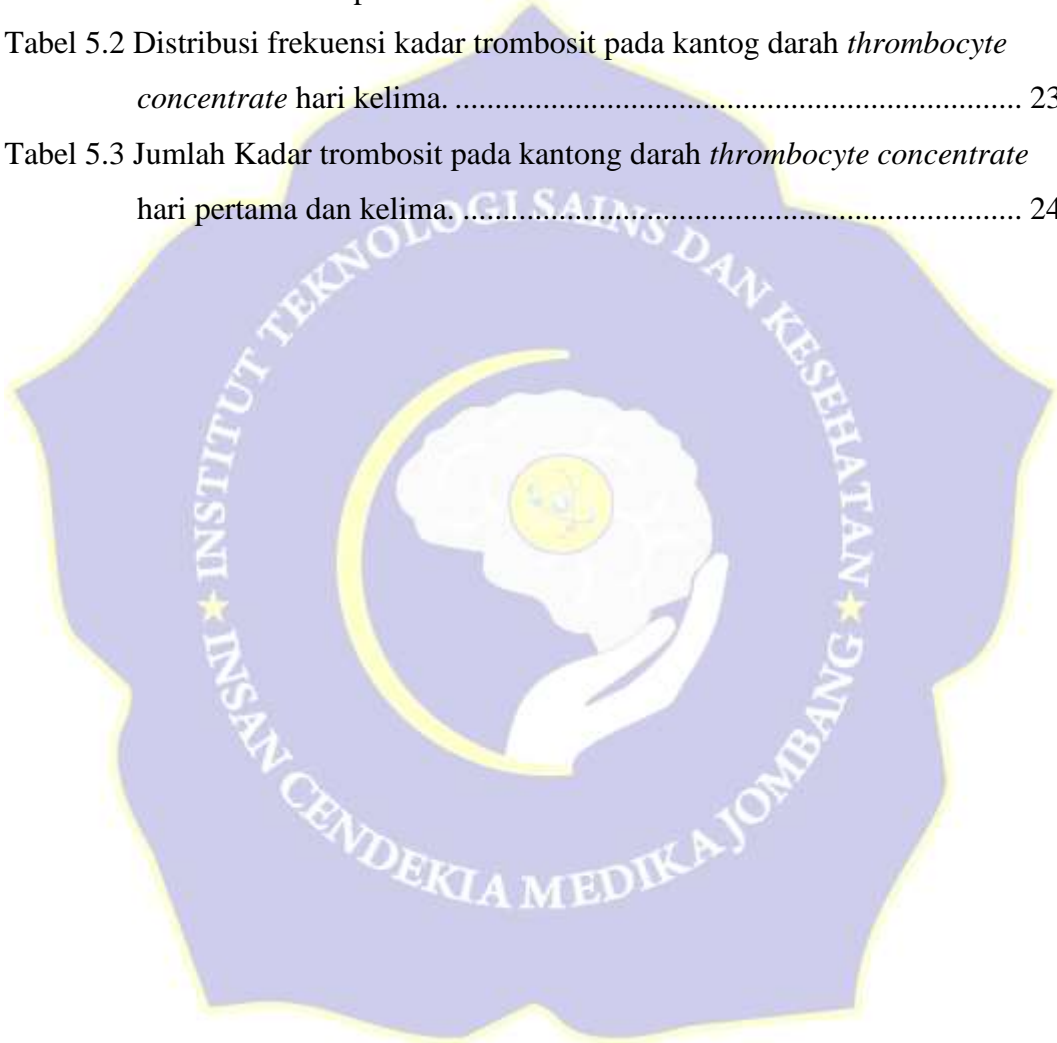 Tabel 5.2 Distribusi frekuensi kadar trombosit pada kantog darah thrombocyte
concentrate hari kelima. ....................................................................... 23
Tabel 5.3 Jumlah Kadar trombosit pada kantong darah thrombocyte concentrate
hari pertama dan kelima. ...................................................................... 24
INSTITUT TEKNOLOGI SAINS DAN KESEHATAN
INSAN CENDEKIA MEDIKA JOMBANG